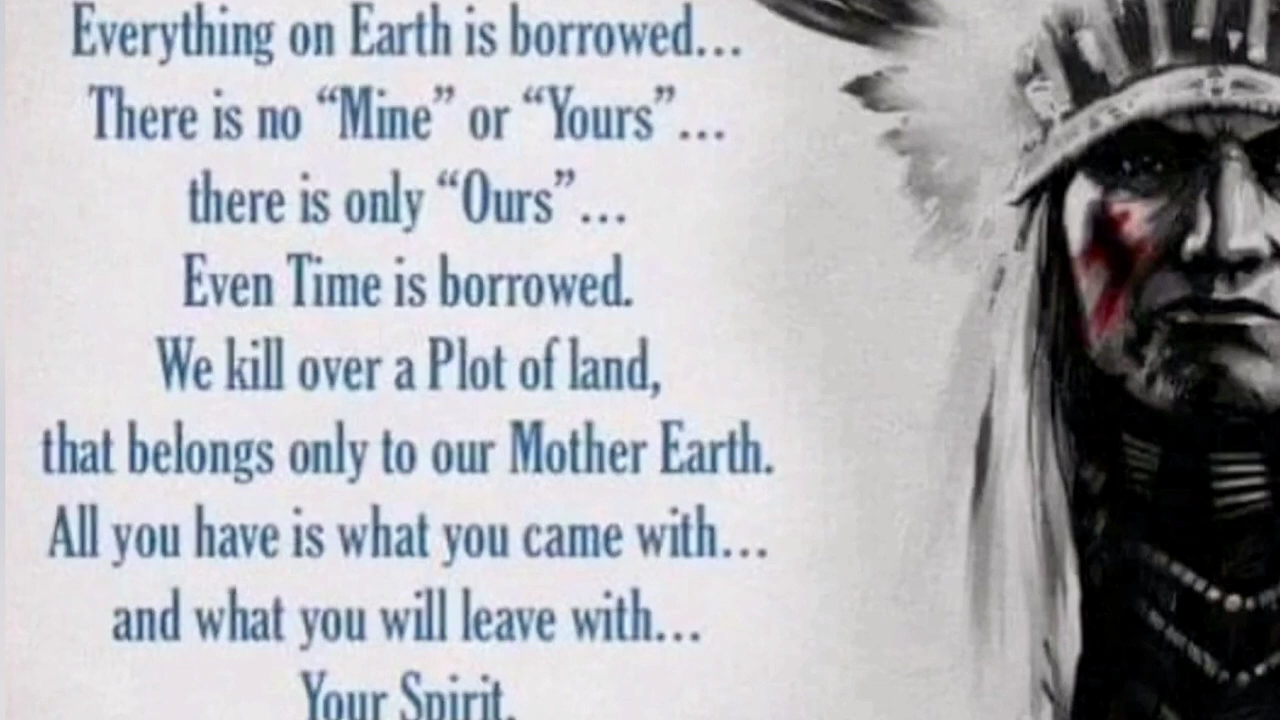 Everything on Earth is borrowed...
There is no “Mine” or “Yours”...
there is only “Ours”...
Even Time is borrowed.
We kill over a Plot of land,
that belongs only to our Mother Earth.
All you have is what you came with...
and what you will leave with...
Your Spirit.